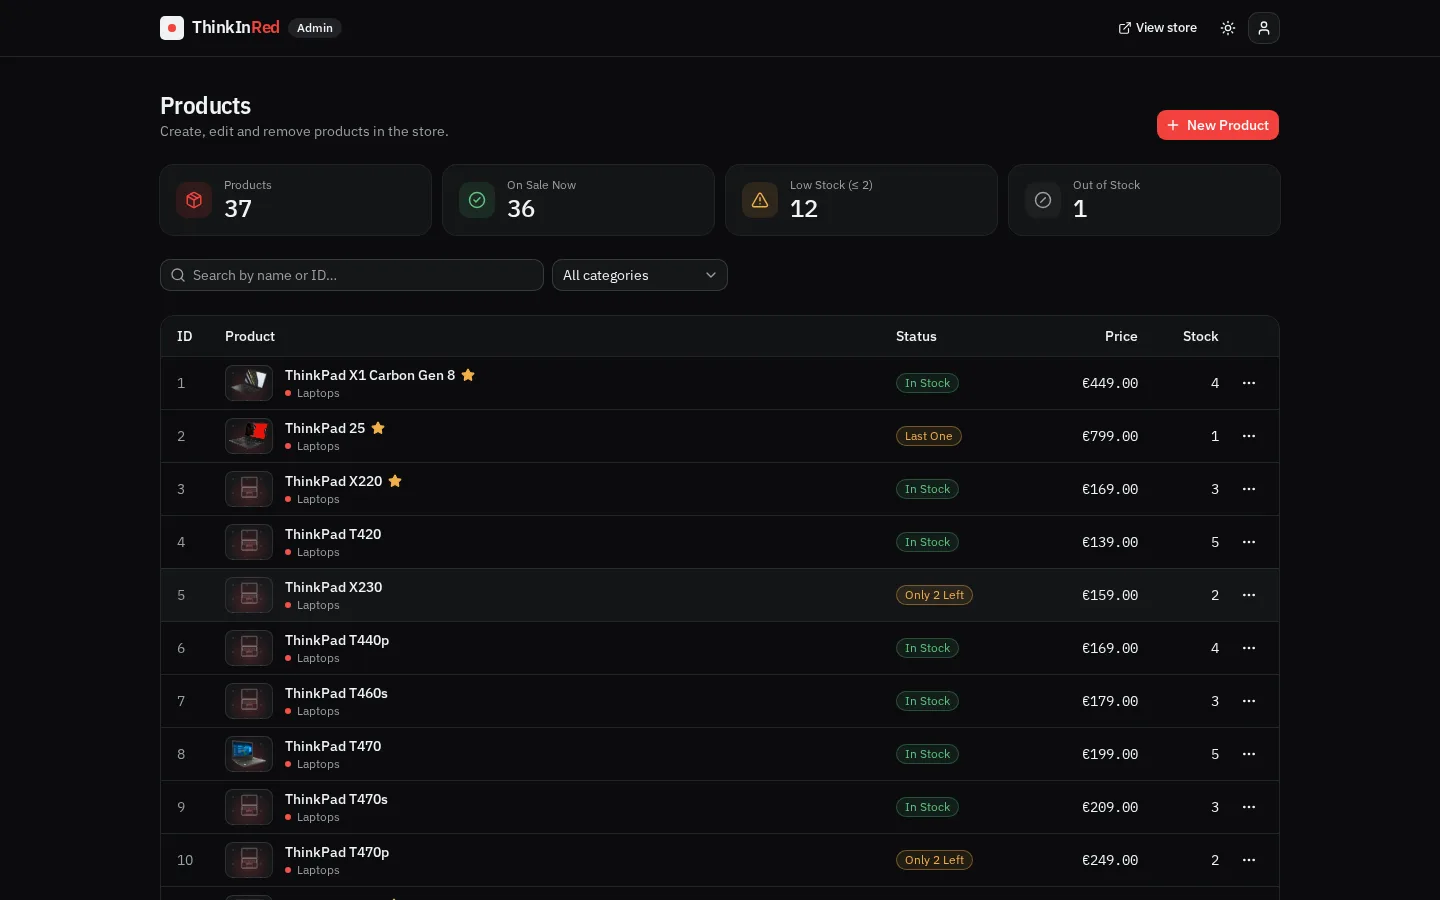 ThinkInRed Admin View store
Products
Create, edit and remove products in the store.
New Product
Products
37
On Sale Now
36
Low Stock (≤ 2)
12
Out of Stock
1
Search by name or ID...
All categories
ID Product Status Price Stock
1 ThinkPad X1 Carbon Gen 8 In Stock €449.00 4
Laptops
2 ThinkPad 25 Last One €799.00 1
Laptops
3 ThinkPad X220 In Stock €169.00 3
Laptops
4 ThinkPad T420 In Stock €139.00 5
Laptops
5 ThinkPad X230 Only 2 Left €159.00 2
Laptops
6 ThinkPad T440p In Stock €169.00 4
Laptops
7 ThinkPad T460s In Stock €179.00 3
Laptops
8 ThinkPad T470 In Stock €199.00 5
Laptops
9 ThinkPad T470s In Stock €209.00 3
Laptops
10 ThinkPad T470p Only 2 Left €249.00 2
Laptops